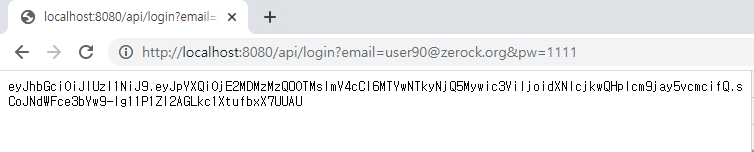 localhost:8080/api/login?email=
http://localhost:8080/api/login?email=user90@zerock.org&pw=1111
eyJhbGciOiJIUzI1NiJ9.eyJpYXQiOjE2MDMzMzQ0OTMsImV4cCI6MTYwNTkyNjQ5Mywic3ViIjoidXNlcjkwQHplcm9jay5vcmcifQ.s
CoJNdWFce3bYw9-Ig11P1ZI2AGLkc1XtufbxX7UUAU